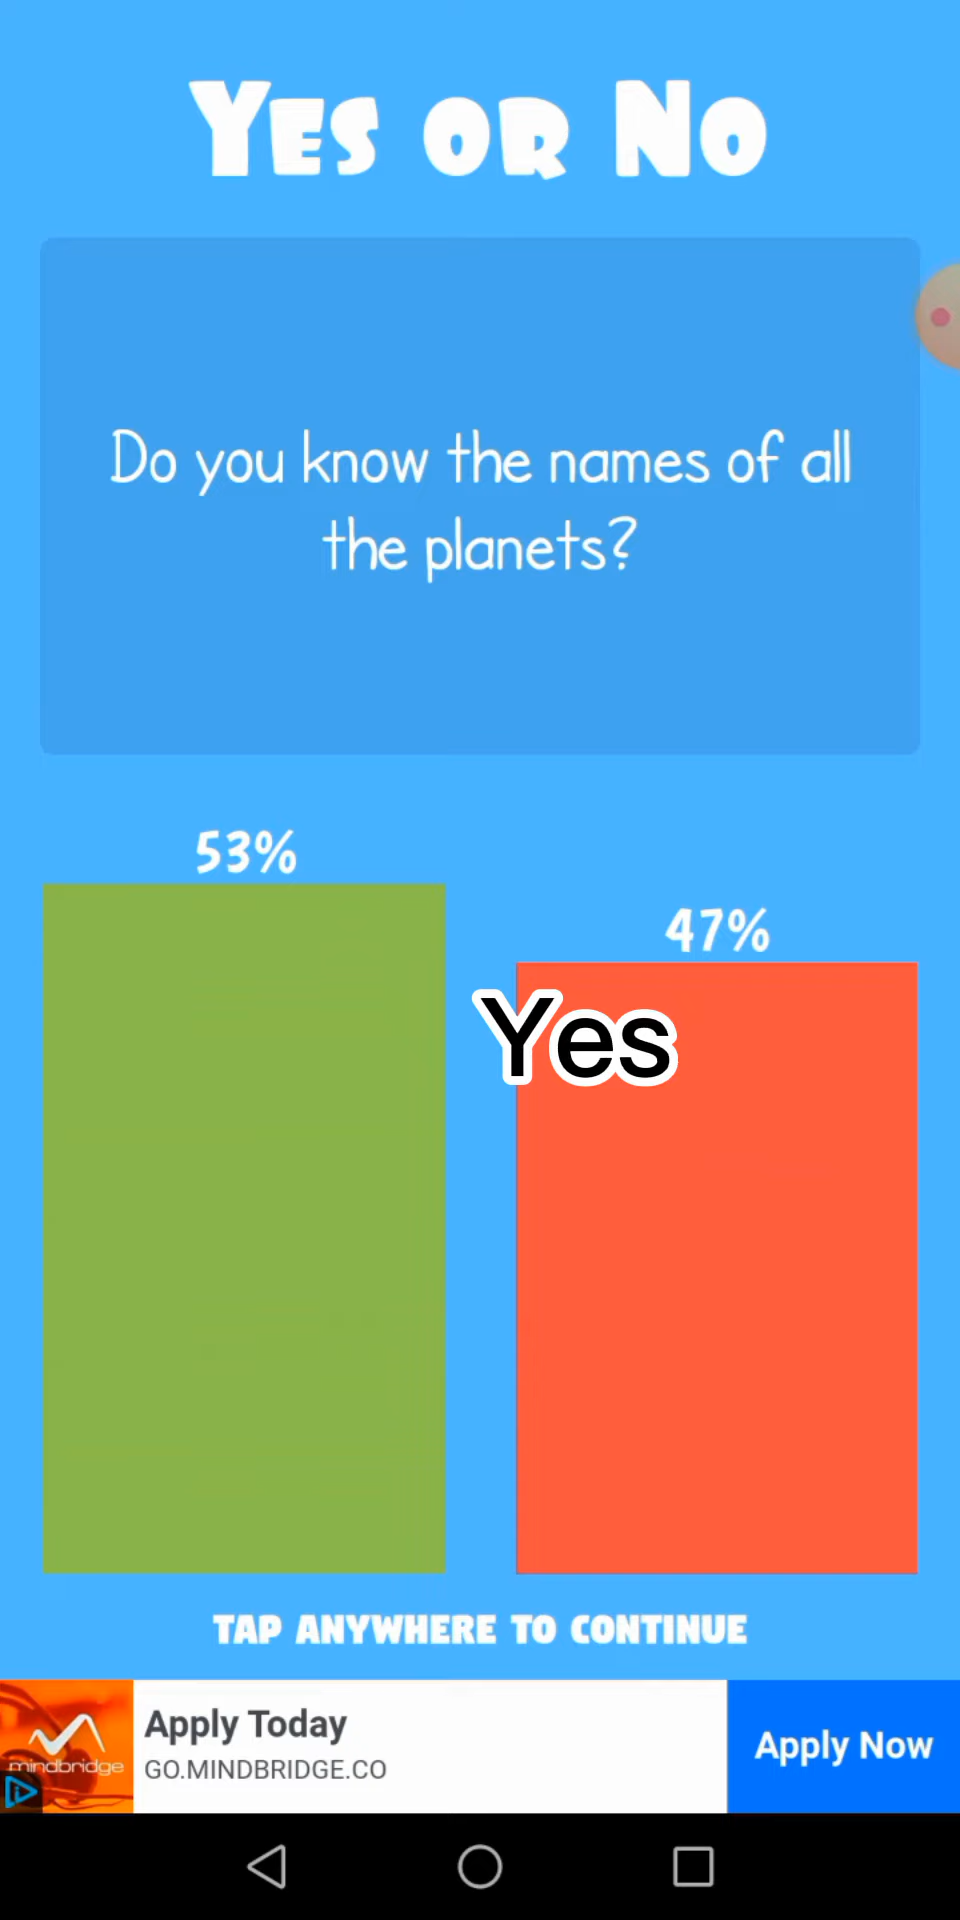 Yes or No
Do you know the names of all
the planets?
53%
47%
Yes
TAP ANYWHERE TO CONTINUE
Apply Today
GO.MINDBRIDGE.CO
mindbridge
Apply Now